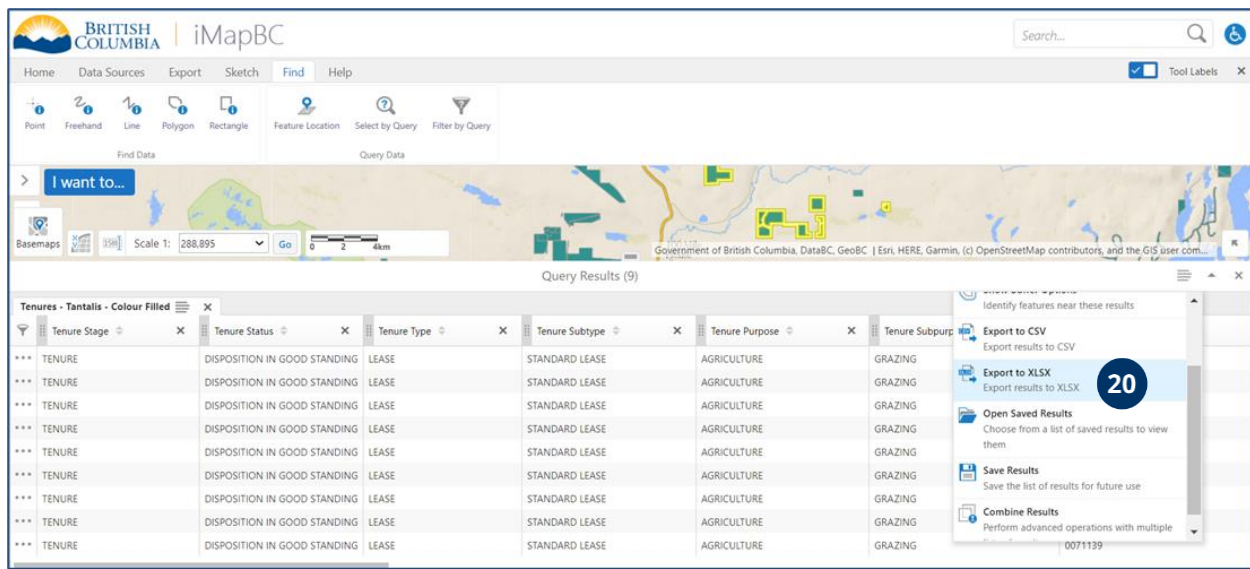 BRITISH
COLUMBIA
iMapBC
Search...
Home Data Sources Export Sketch Find Help
Tool Labels
Point Freehand Line Polygon Rectangle Feature Location Select by Query Filter by Query
Find Data Query Data
I want to...
Basemaps Scale 1: 288,895 Go 0 2 4km
Government of British Columbia, DataBC, GeoBC | Esri, HERE, Garmin, (c) OpenStreetMap contributors, and the GIS user com...
Query Results (9)
Tenures - Tantalis - Colour Filled
Tenure Stage Tenure Status Tenure Type Tenure Subtype Tenure Purpose Tenure Subpurp
TENURE DISPOSITION IN GOOD STANDING LEASE STANDARD LEASE AGRICULTURE GRAZING
TENURE DISPOSITION IN GOOD STANDING LEASE STANDARD LEASE AGRICULTURE GRAZING
TENURE DISPOSITION IN GOOD STANDING LEASE STANDARD LEASE AGRICULTURE GRAZING
TENURE DISPOSITION IN GOOD STANDING LEASE STANDARD LEASE AGRICULTURE GRAZING
TENURE DISPOSITION IN GOOD STANDING LEASE STANDARD LEASE AGRICULTURE GRAZING
TENURE DISPOSITION IN GOOD STANDING LEASE STANDARD LEASE AGRICULTURE GRAZING
TENURE DISPOSITION IN GOOD STANDING LEASE STANDARD LEASE AGRICULTURE GRAZING
TENURE DISPOSITION IN GOOD STANDING LEASE STANDARD LEASE AGRICULTURE GRAZING
TENURE DISPOSITION IN GOOD STANDING LEASE STANDARD LEASE AGRICULTURE GRAZING 0071139
Show Buffer Options
Identify features near these results
Export to CSV
Export results to CSV
Export to XLSX
Export results to XLSX
20
Open Saved Results
Choose from a list of saved results to view
them
Save Results
Save the list of results for future use
Combine Results
Perform advanced operations with multiple